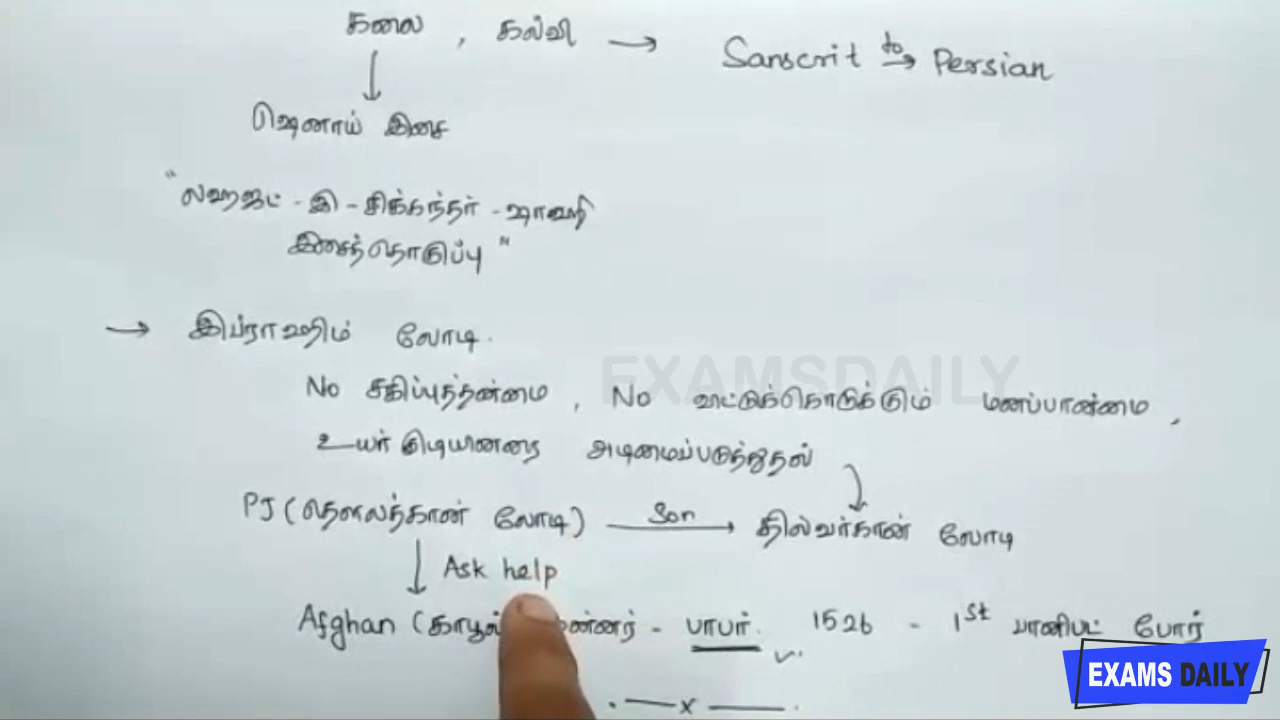 கலை , கல்வி → Sanscrit to → Persian
ஷெனாய் இசை
"லஹஜட் - இ - சிக்கந்தர் - ஷாஹி
இசைத்தொகுப்பு"
→ இப்ராஹிம் லோடி.
No சகிப்புத்தன்மை , No விட்டுக்கொடுக்கும் மனப்பான்மை ,
உயர் குடியினரை அடிமைப்படுத்துதல்
PJ (தௌலத்கான் லோடி) Son → தில்வர்கான் லோடி
Ask help
Afghan (காபூல் மன்னர் - பாபர். 1526 - 1st பானிபட் போர்
x
EXAMSDAILY
EXAMS DAILY